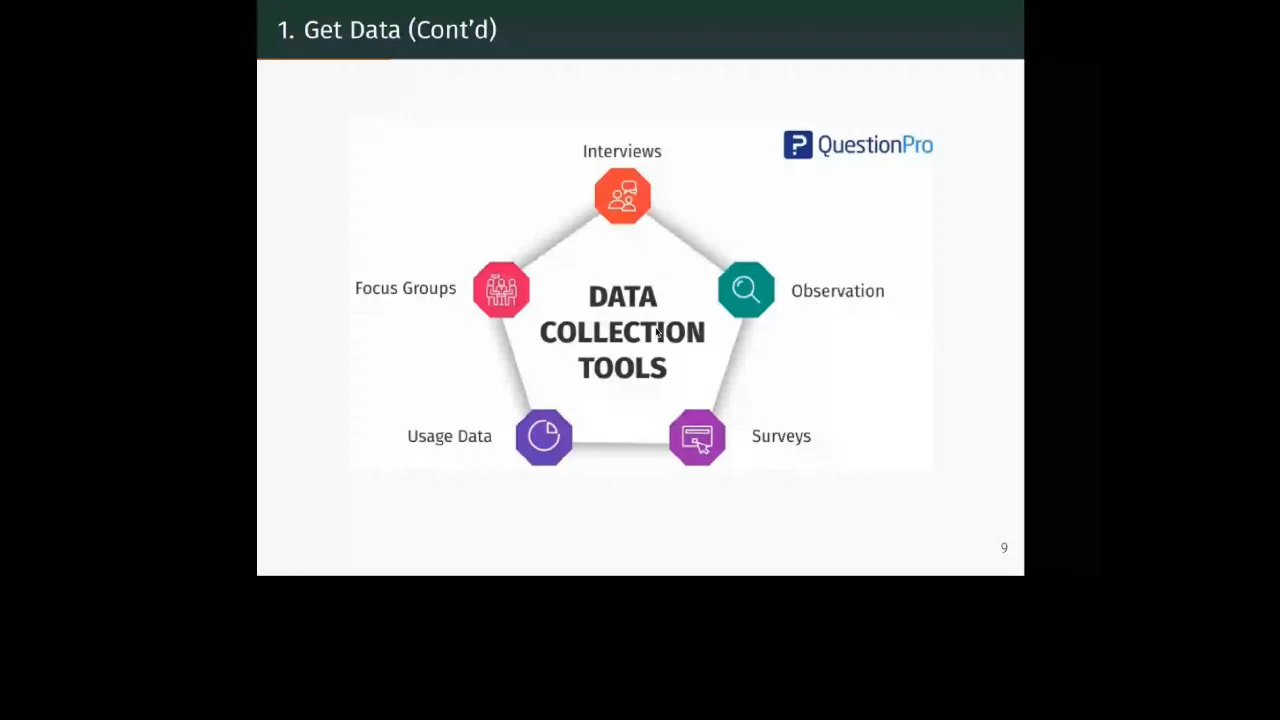 1. Get Data (Cont’d)
QuestionPro
Interviews
Focus Groups
Observation
DATA
COLLECTION
TOOLS
Usage Data
Surveys
9